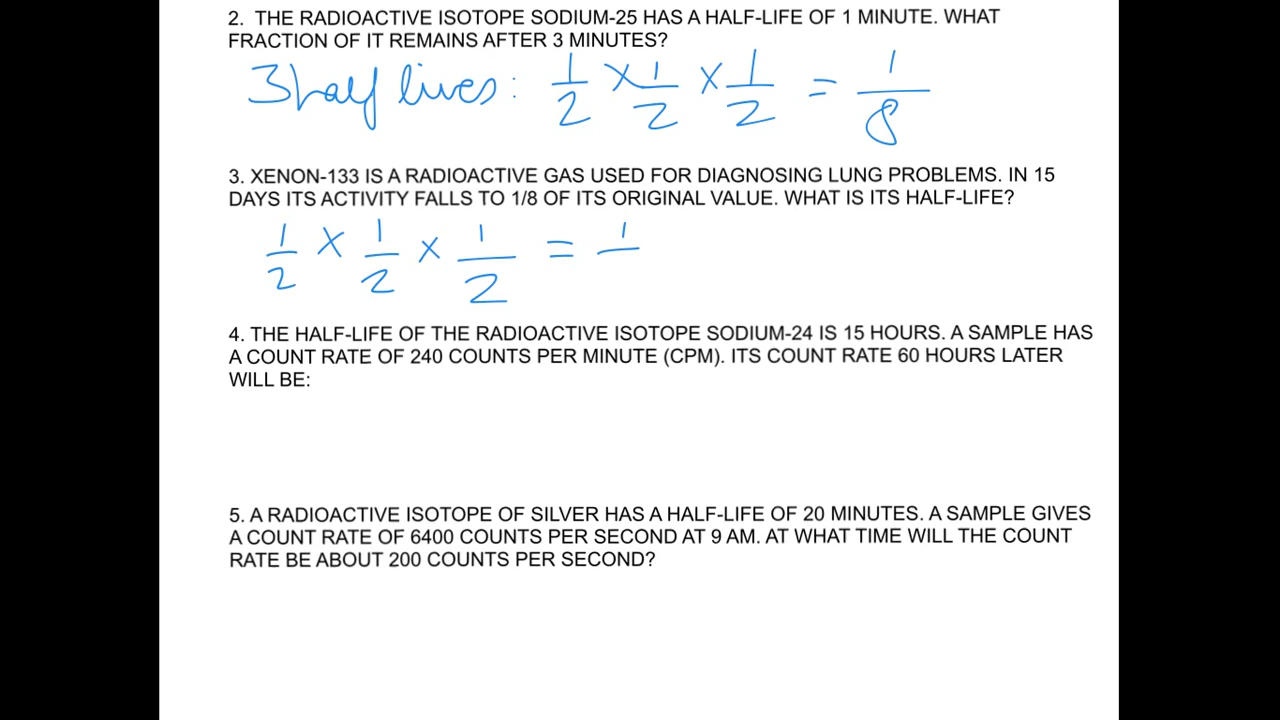 2. THE RADIOACTIVE ISOTOPE SODIUM-25 HAS A HALF-LIFE OF 1 MINUTE. WHAT
FRACTION OF IT REMAINS AFTER 3 MINUTES?
3 half lives: 1/2 × 1/2 × 1/2 = 1/8
3. XENON-133 IS A RADIOACTIVE GAS USED FOR DIAGNOSING LUNG PROBLEMS. IN 15
DAYS ITS ACTIVITY FALLS TO 1/8 OF ITS ORIGINAL VALUE. WHAT IS ITS HALF-LIFE?
1/2 × 1/2 × 1/2 = 1/
4. THE HALF-LIFE OF THE RADIOACTIVE ISOTOPE SODIUM-24 IS 15 HOURS. A SAMPLE HAS
A COUNT RATE OF 240 COUNTS PER MINUTE (CPM). ITS COUNT RATE 60 HOURS LATER
WILL BE:
5. A RADIOACTIVE ISOTOPE OF SILVER HAS A HALF-LIFE OF 20 MINUTES. A SAMPLE GIVES
A COUNT RATE OF 6400 COUNTS PER SECOND AT 9 AM. AT WHAT TIME WILL THE COUNT
RATE BE ABOUT 200 COUNTS PER SECOND?